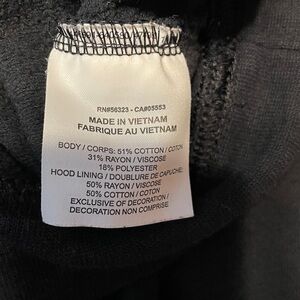 RN#56323 - CA#05553
MADE IN VIETNAM
FABRIQUE AU VIETNAM
BODY / CORPS: 51% COTTON / COTON
31% RAYON / VISCOSE
18% POLYESTER
HOOD LINING / DOUBLURE DE CAPUCHE:
50% RAYON / VISCOSE
50% COTTON / COTON
EXCLUSIVE OF DECORATION /
DECORATION NON COMPRISE